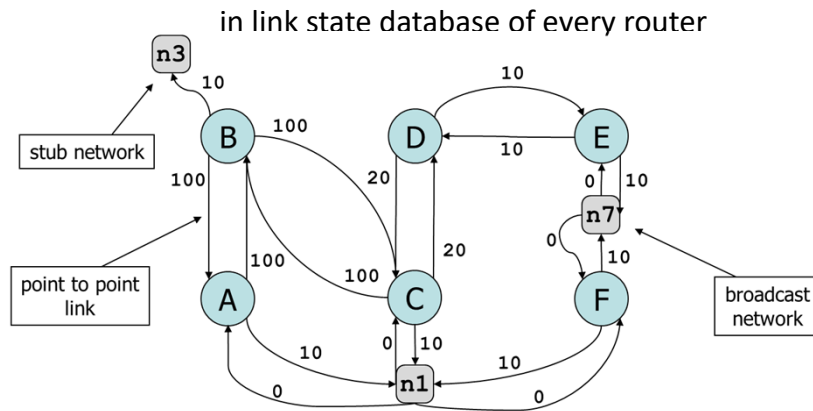 in link state database of every router
n3
10
10
stub network
B
100
D
10
E
100
20
0
10
n7
0
20
10
point to point
link
100
100
A
C
F
broadcast
network
10
0
10
10
n1
0
0